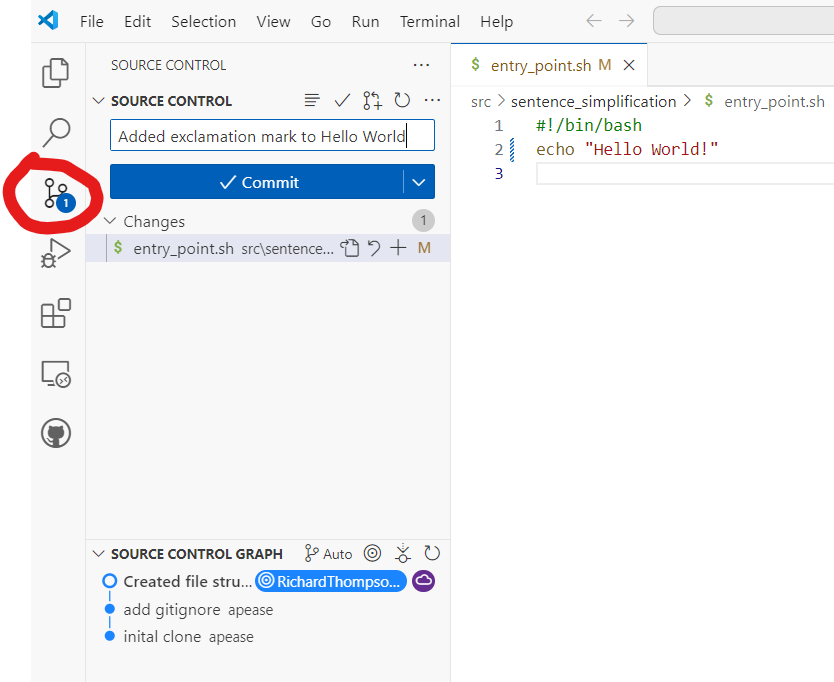 File Edit Selection View Go Run Terminal Help
SOURCE CONTROL ...
SOURCE CONTROL ...
Added exclamation mark to Hello World
Commit
Changes 1
$ entry_point.sh src\sentence... M
1
SOURCE CONTROL GRAPH Auto
Created file stru... RichardThompso...
add gitignore apease
inital clone apease
$ entry_point.sh M
src > sentence_simplification > $ entry_point.sh
1 #!/bin/bash
2 echo "Hello World!"
3